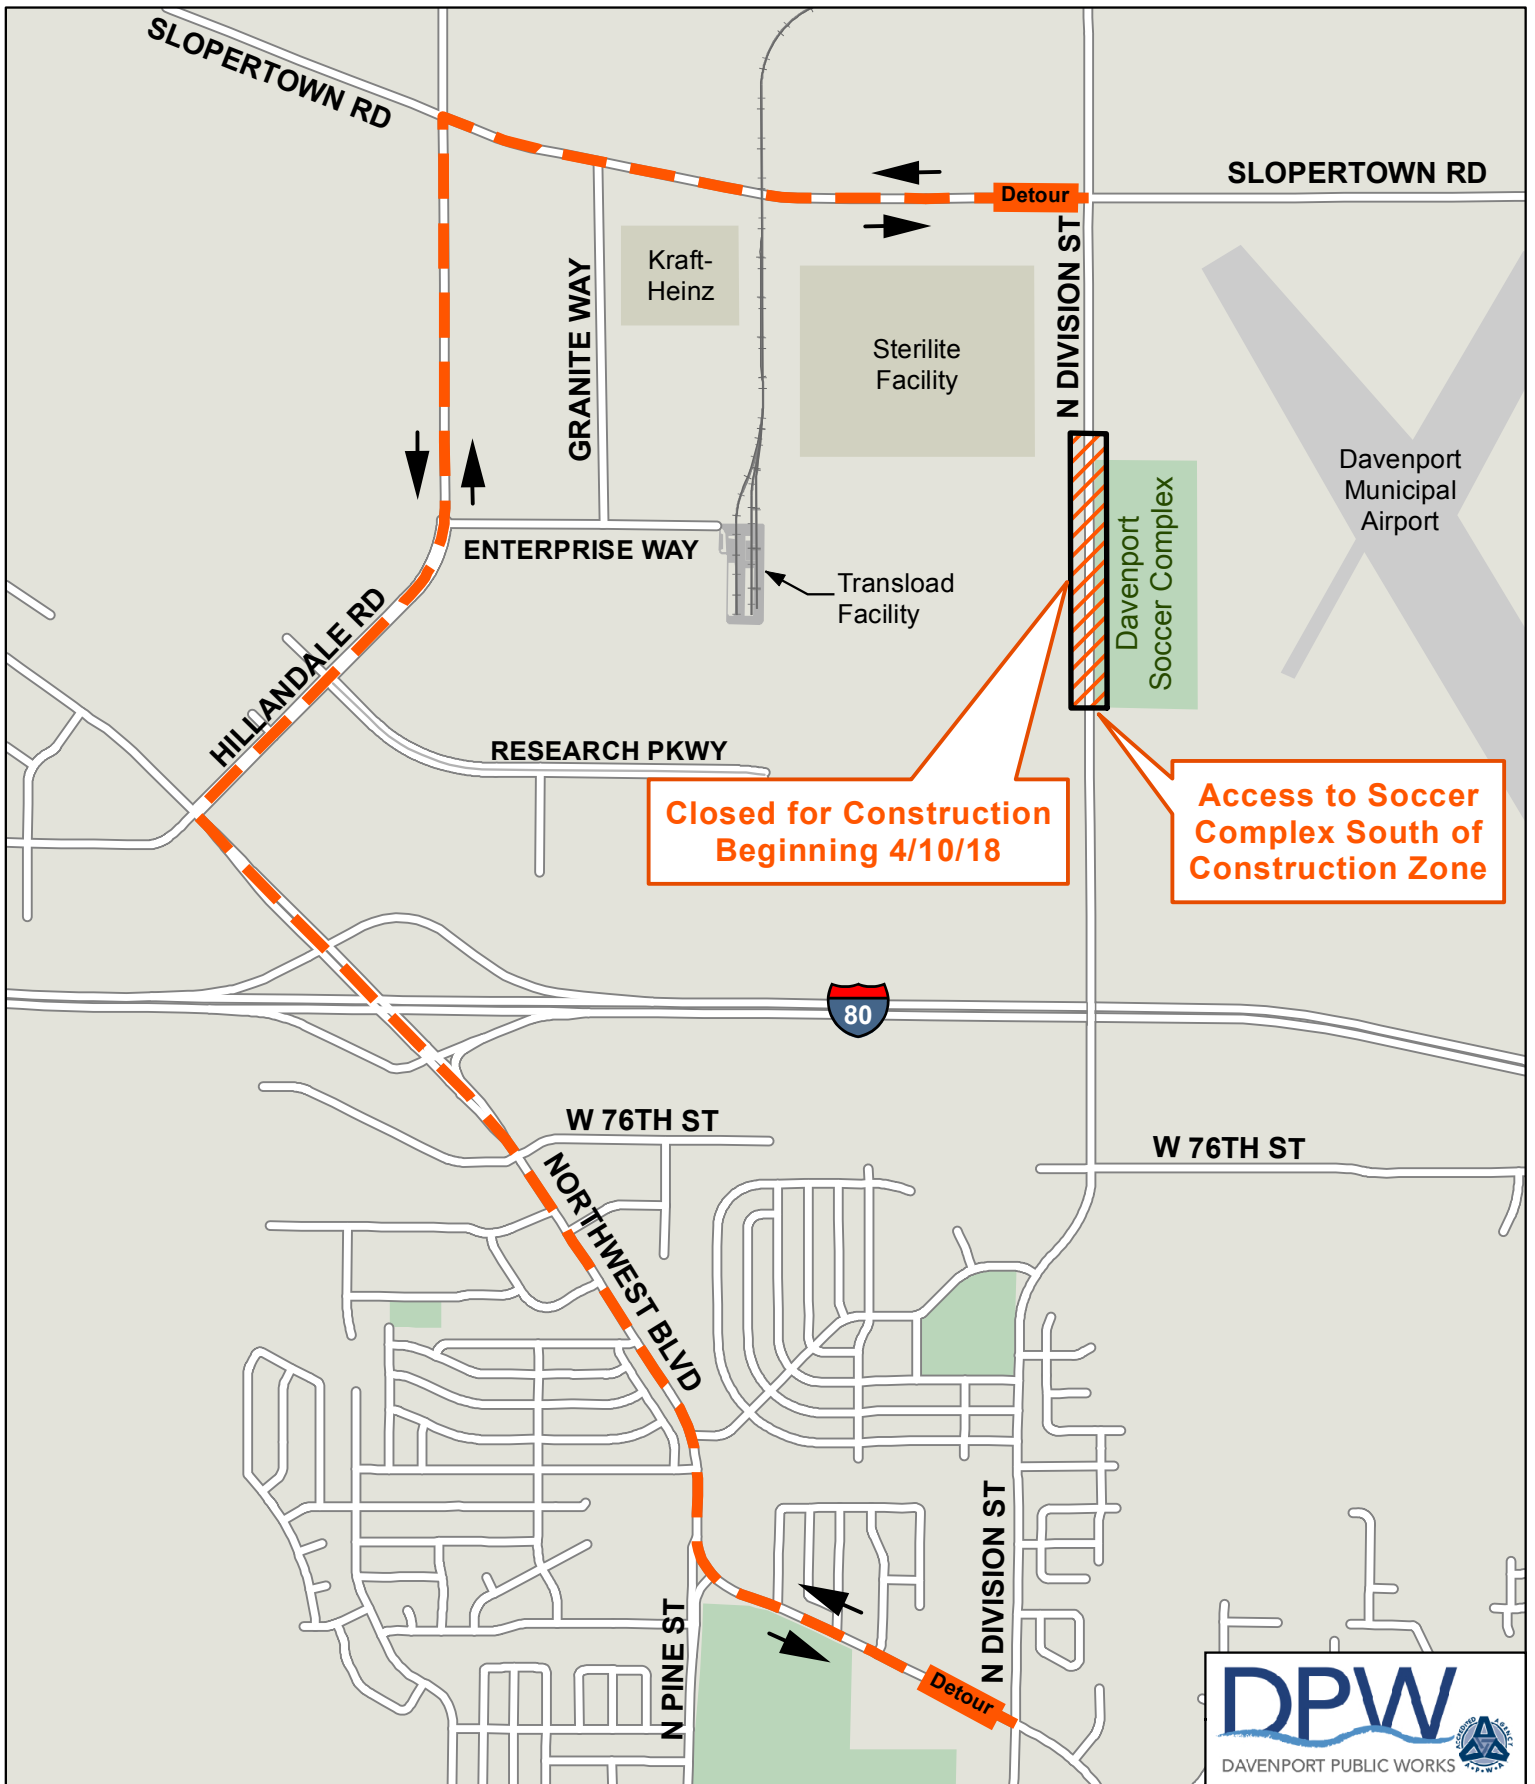 SLOPERTOWN RD
SLOPERTOWN RD
Detour
N DIVISION ST
Kraft-
Heinz
GRANITE WAY
Sterilite
Facility
Davenport
Municipal
Airport
Davenport
Soccer Complex
ENTERPRISE WAY
Transload
Facility
HILLANDALE RD
RESEARCH PKWY
Closed for Construction
Beginning 4/10/18
Access to Soccer
Complex South of
Construction Zone
80
W 76TH ST
W 76TH ST
NORTHWEST BLVD
N DIVISION ST
N PINE ST
Detour
DPW
DAVENPORT PUBLIC WORKS
ACCREDITED AGENCY
A•P•W•A